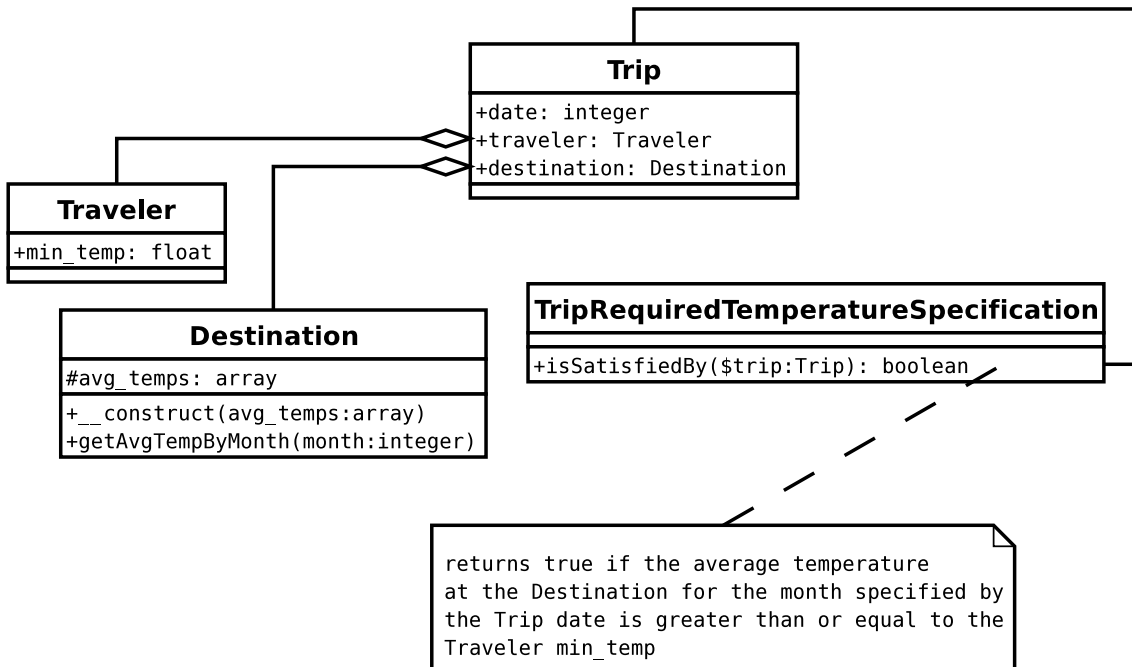 Trip
+date: integer
+traveler: Traveler
+destination: Destination
Traveler
+min_temp: float
Destination
#avg_temps: array
+__construct(avg_temps:array)
+getAvgTempByMonth(month:integer)
TripRequiredTemperatureSpecification
+isSatisfiedBy($trip:Trip): boolean
returns true if the average temperature
at the Destination for the month specified by
the Trip date is greater than or equal to the
Traveler min_temp